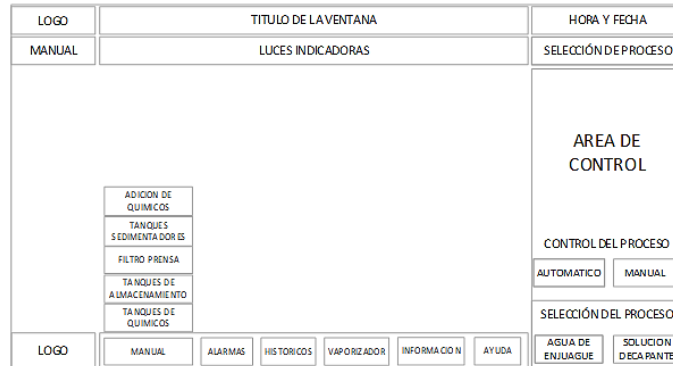 LOGO
TITULO DE LA VENTANA
HORA Y FECHA
MANUAL
LUCES INDICADORAS
SELECCIÓN DE PROCESO
AREA DE
CONTROL
ADICION DE
QUIMICOS
TANQUES
SEDIMENTADORES
FILTRO PRENSA
TANQUES DE
ALMACENAMIENTO
TANQUES DE
QUIMICOS
CONTROL DEL PROCESO
AUTOMATICO
MANUAL
SELECCIÓN DEL PROCESO
AGUA DE
ENJUAGUE
SOLUCION
DECAPANTE
LOGO
MANUAL
ALARMAS
HISTORICOS
VAPORIZADOR
INFORMACION
AYUDA